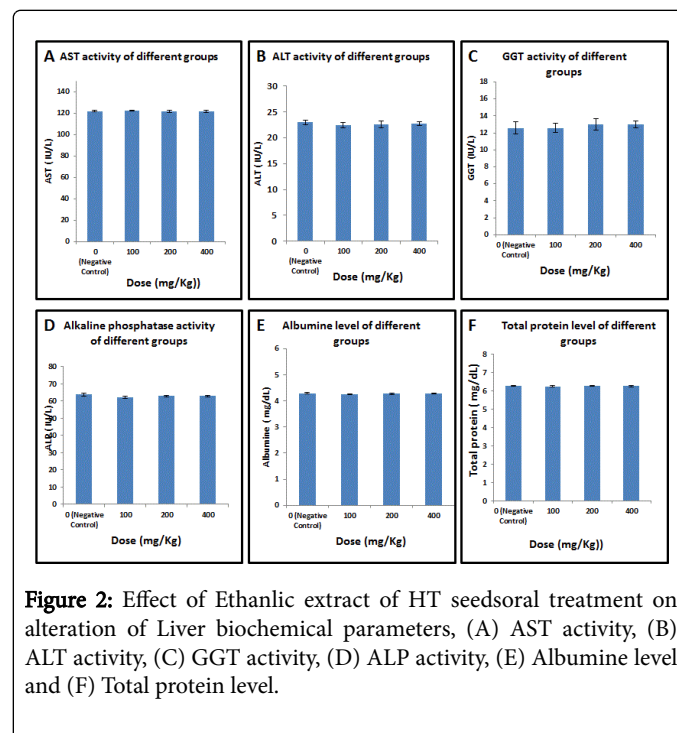 A AST activity of different groups
AST ( IU/L)
160
140
120
100
80
60
40
20
0
0
(Negative
Control)
100
200
400
Dose (mg/Kg))
B ALT activity of different groups
ALT (IU/L)
30
25
20
15
10
5
0
0
(Negative
Control)
100
200
400
Dose (mg/Kg)
C GGT activity of different
groups
GGT (IU/L)
18
16
14
12
10
8
6
4
2
0
0 (Negative
Control)
100
200
400
Dose (mg/Kg)
D Alkaline phosphatase activity
of different groups
ALP (IU/L)
80
70
60
50
40
30
20
10
0
0 (Negative
Control)
100
200
400
Dose (mg/Kg)
E Albumine level of different
groups
Albumine ( mg/dL)
6
5
4
3
2
1
0
0 (Negative
Control)
100
200
400
Dose (mg/Kg)
F Total protein level of different
groups
Total protein ( mg/dL)
8
7
6
5
4
3
2
1
0
0 (Negative
Control)
100
200
400
Dose (mg/Kg))
Figure 2: Effect of Ethanlic extract of HT seedsoral treatment on
alteration of Liver biochemical parameters, (A) AST activity, (B)
ALT activity, (C) GGT activity, (D) ALP activity, (E) Albumine level
and (F) Total protein level.